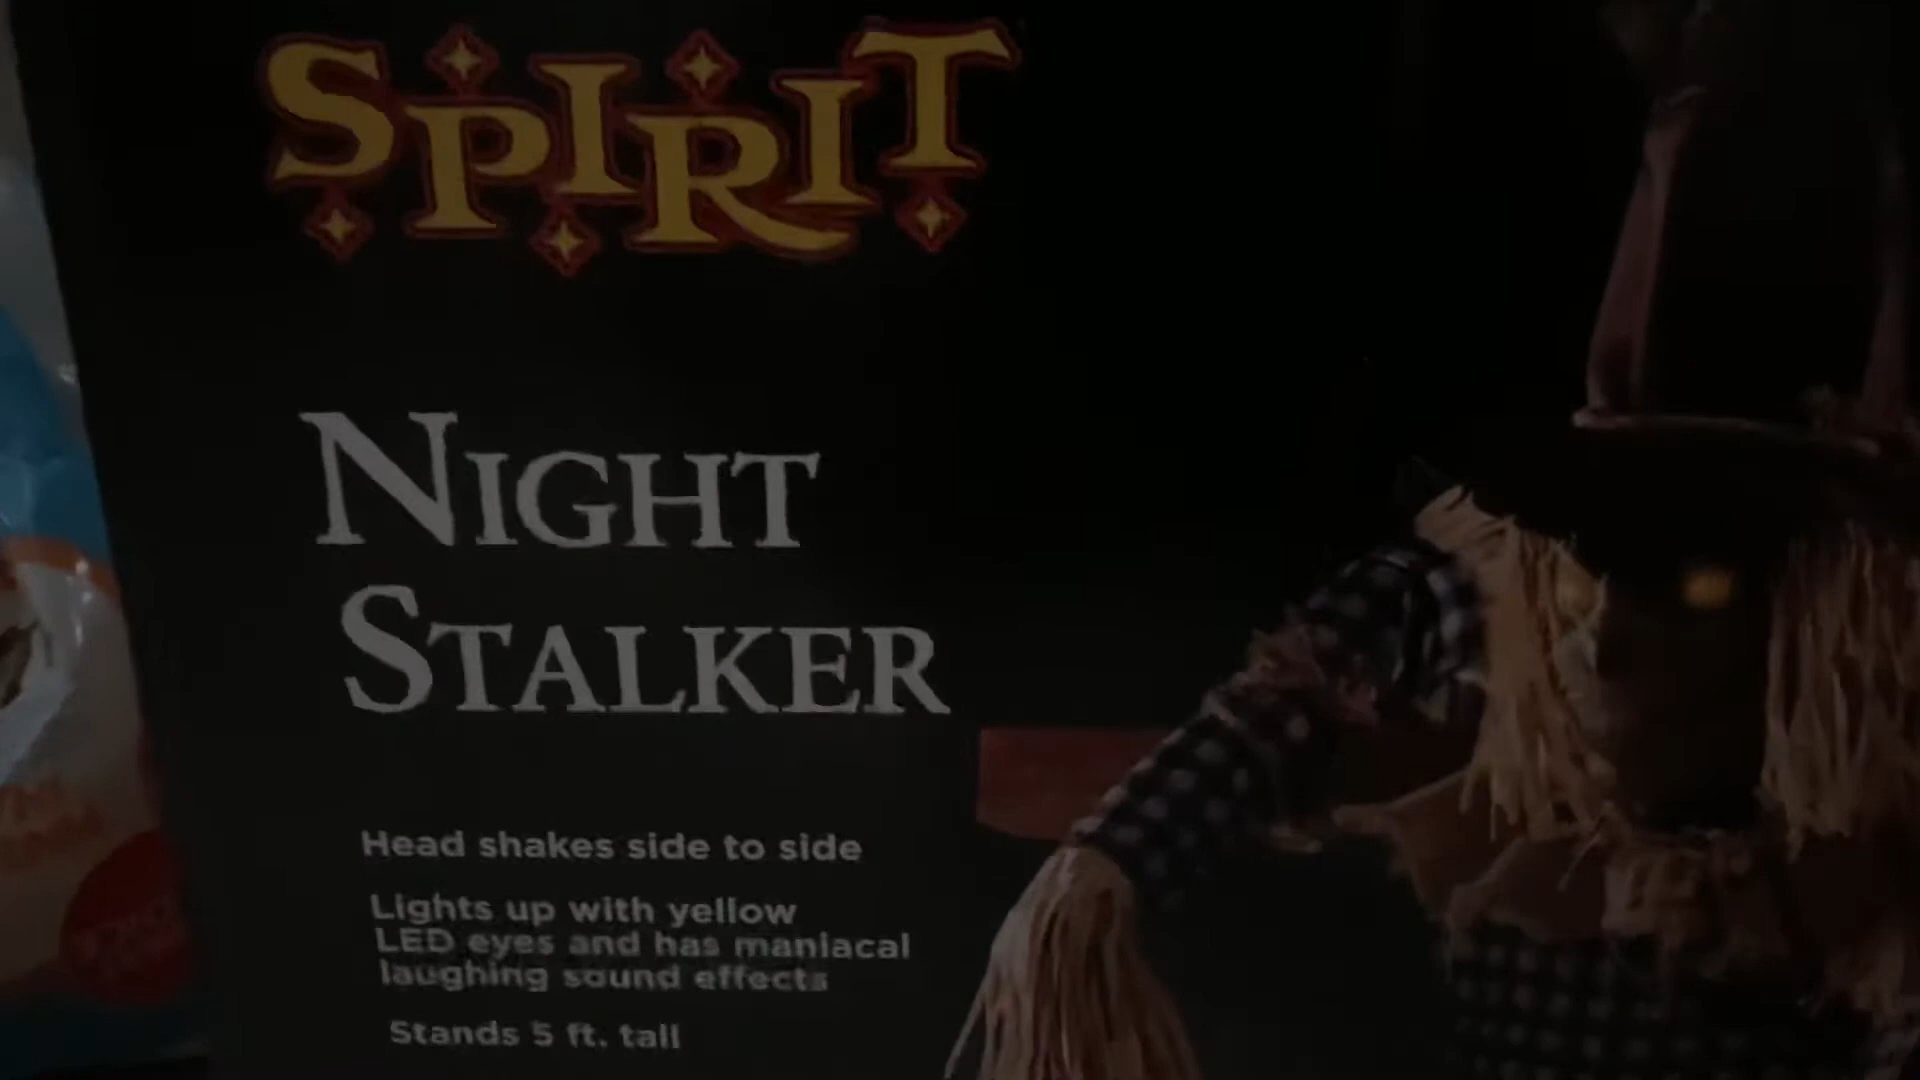 SPIRIT
NIGHT
STALKER
Head shakes side to side
Lights up with yellow
LED eyes and has maniacal
laughing sound effects
Stands 5 ft. tall